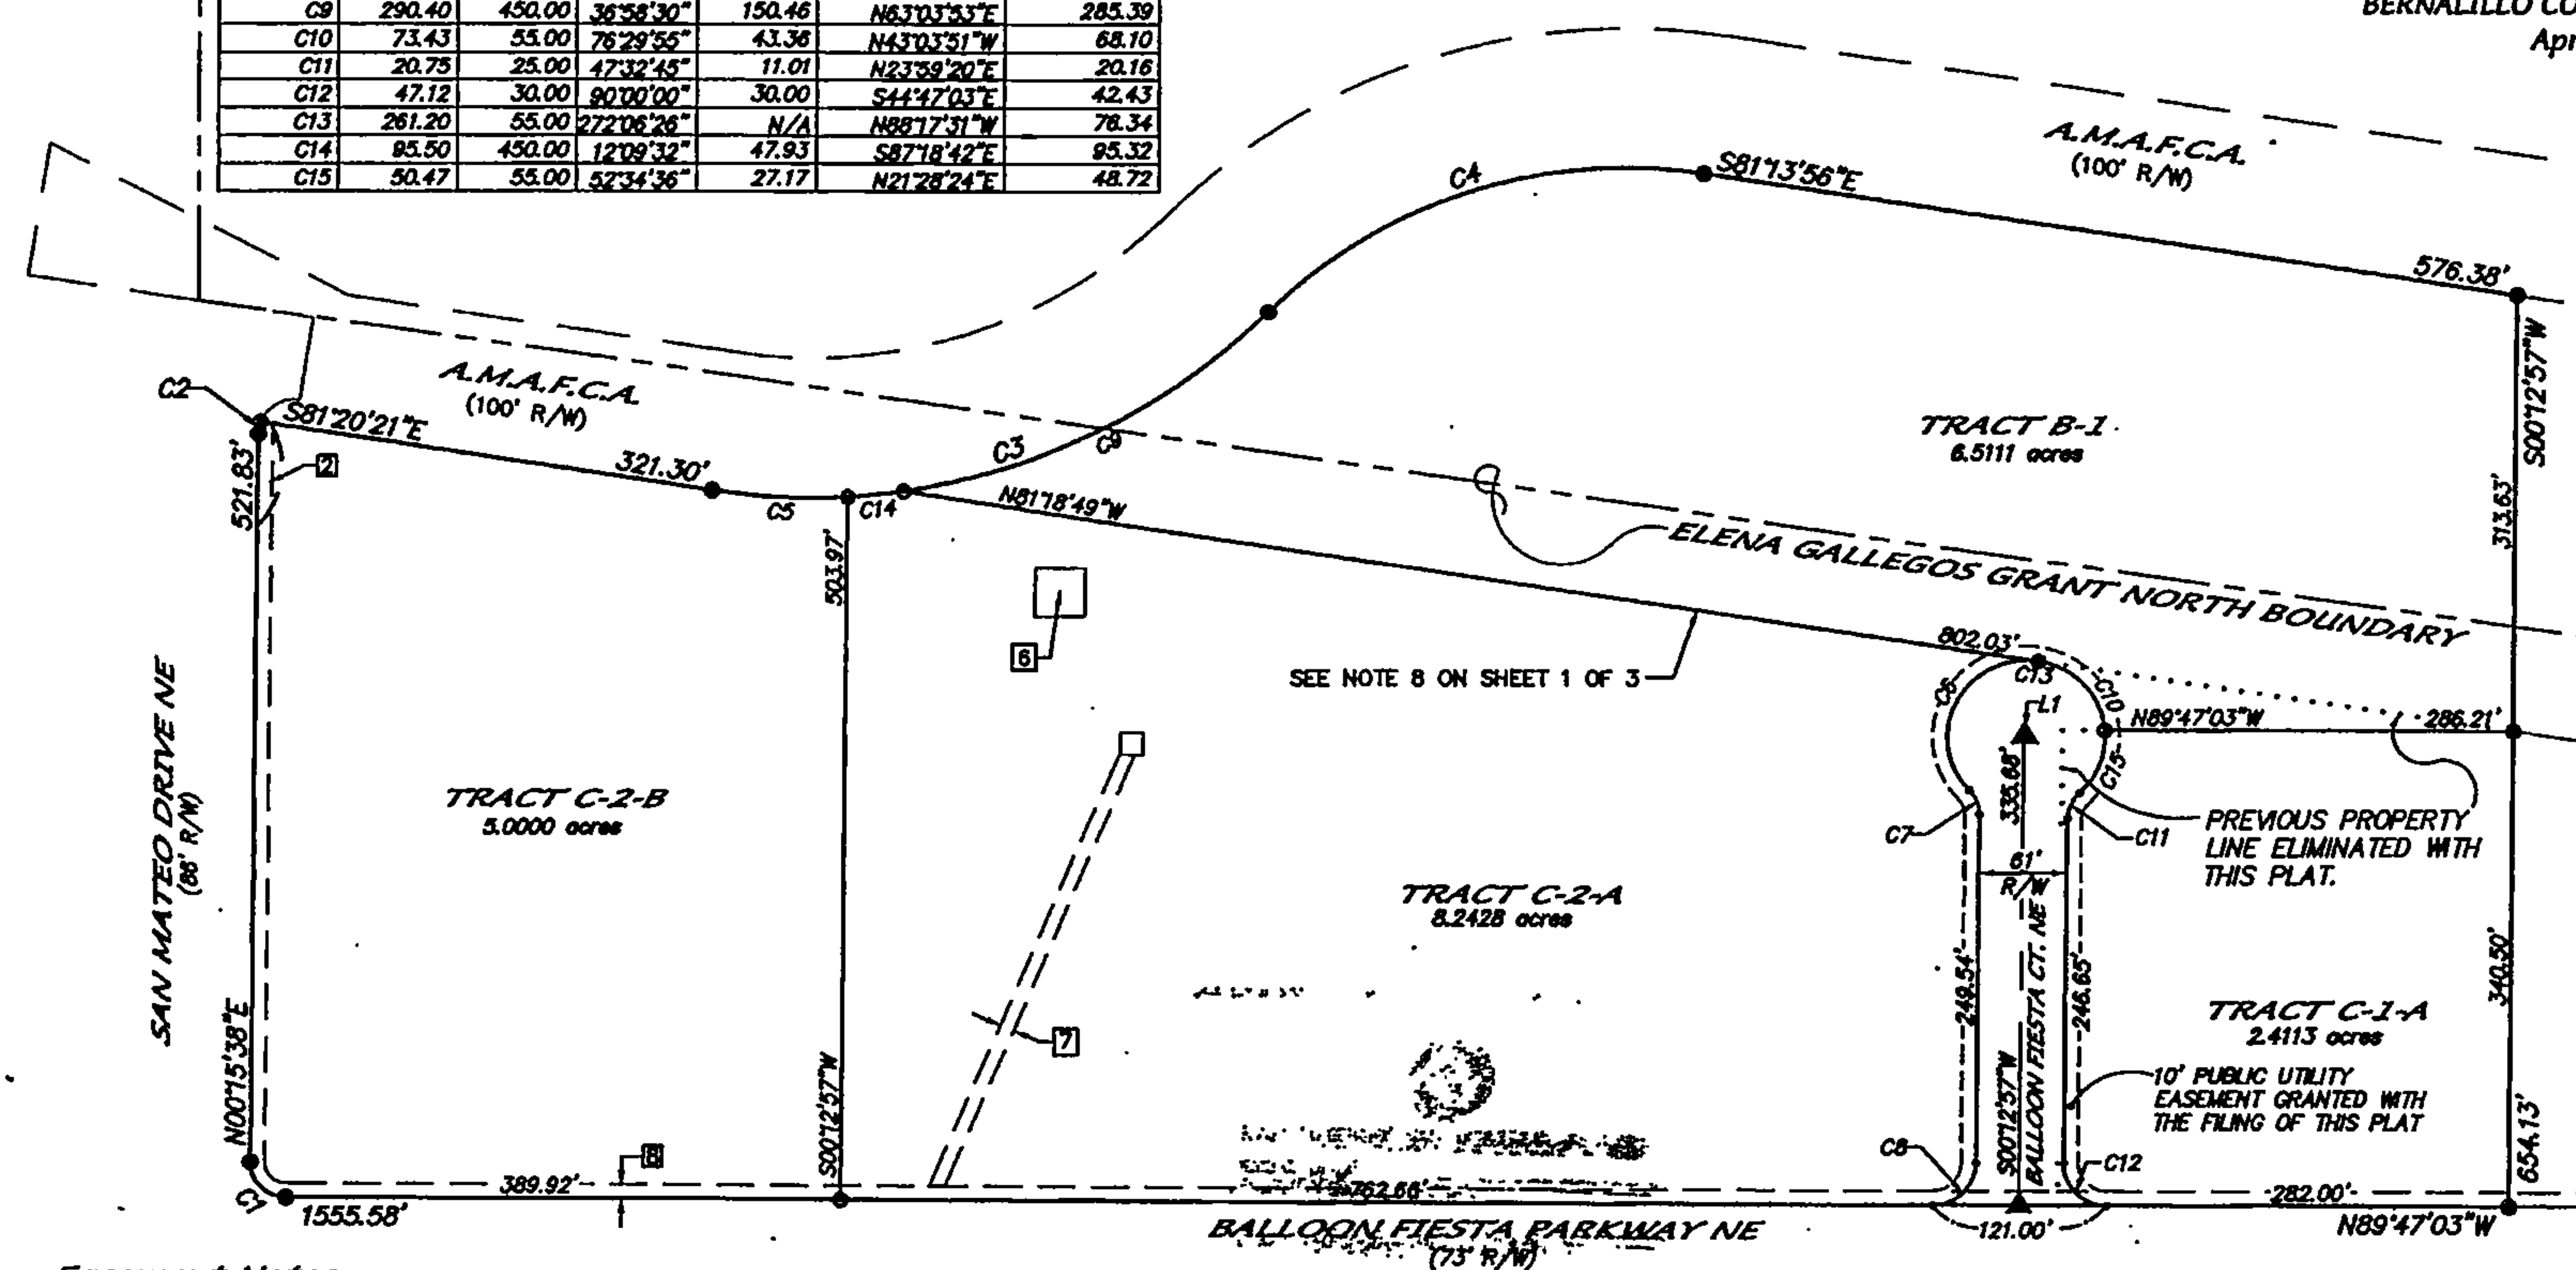 BERNALILLO CO
Apr
C9 290.40 450.00 36°58'30" 150.46 N63°03'53"E 285.39
C10 73.43 55.00 76°29'55" 43.36 N43°03'51"W 68.10
C11 20.75 25.00 47°32'45" 11.01 N23°59'20"E 20.16
C12 47.12 30.00 90°00'00" 30.00 S44°47'03"E 42.43
C13 261.20 55.00 272°06'26" N/A N88°17'31"W 76.34
C14 95.50 450.00 12°09'32" 47.93 S87°18'42"E 95.32
C15 50.47 55.00 52°34'36" 27.17 N21°28'24"E 48.72
A.M.A.F.C.A.
(100' R/W)
C4
S81°13'56"E
576.38'
S00°12'57"W
313.63'
C2
A.M.A.F.C.A.
(100' R/W)
S81°20'21"E
321.30'
2
521.83'
C5
C14
C3
C9
N81°18'49"W
TRACT B-1
6.5111 acres
ELENA GALLEGOS GRANT NORTH BOUNDARY
503.97'
6
SEE NOTE 8 ON SHEET 1 OF 3
802.03'
C13
C6
C10
L1
N89°47'03"W
286.21'
C15
335.68'
C7
C11
61'
R/W
PREVIOUS PROPERTY
LINE ELIMINATED WITH
THIS PLAT.
SAN MATEO DRIVE NE
(86' R/W)
TRACT C-2-B
5.0000 acres
TRACT C-2-A
8.2428 acres
249.54'
BALLOON FIESTA CT. NE
246.65'
S00°12'57"W
340.50'
TRACT C-1-A
2.4113 acres
10' PUBLIC UTILITY
EASEMENT GRANTED WITH
THE FILING OF THIS PLAT
7
N00°15'38"E
S00°12'57"W
8
C8
C12
654.13'
C1
389.92'
762.66'
282.00'
1555.58'
121.00'
N89°47'03"W
BALLOON FIESTA PARKWAY NE
(73' R/W)
Easement Notes